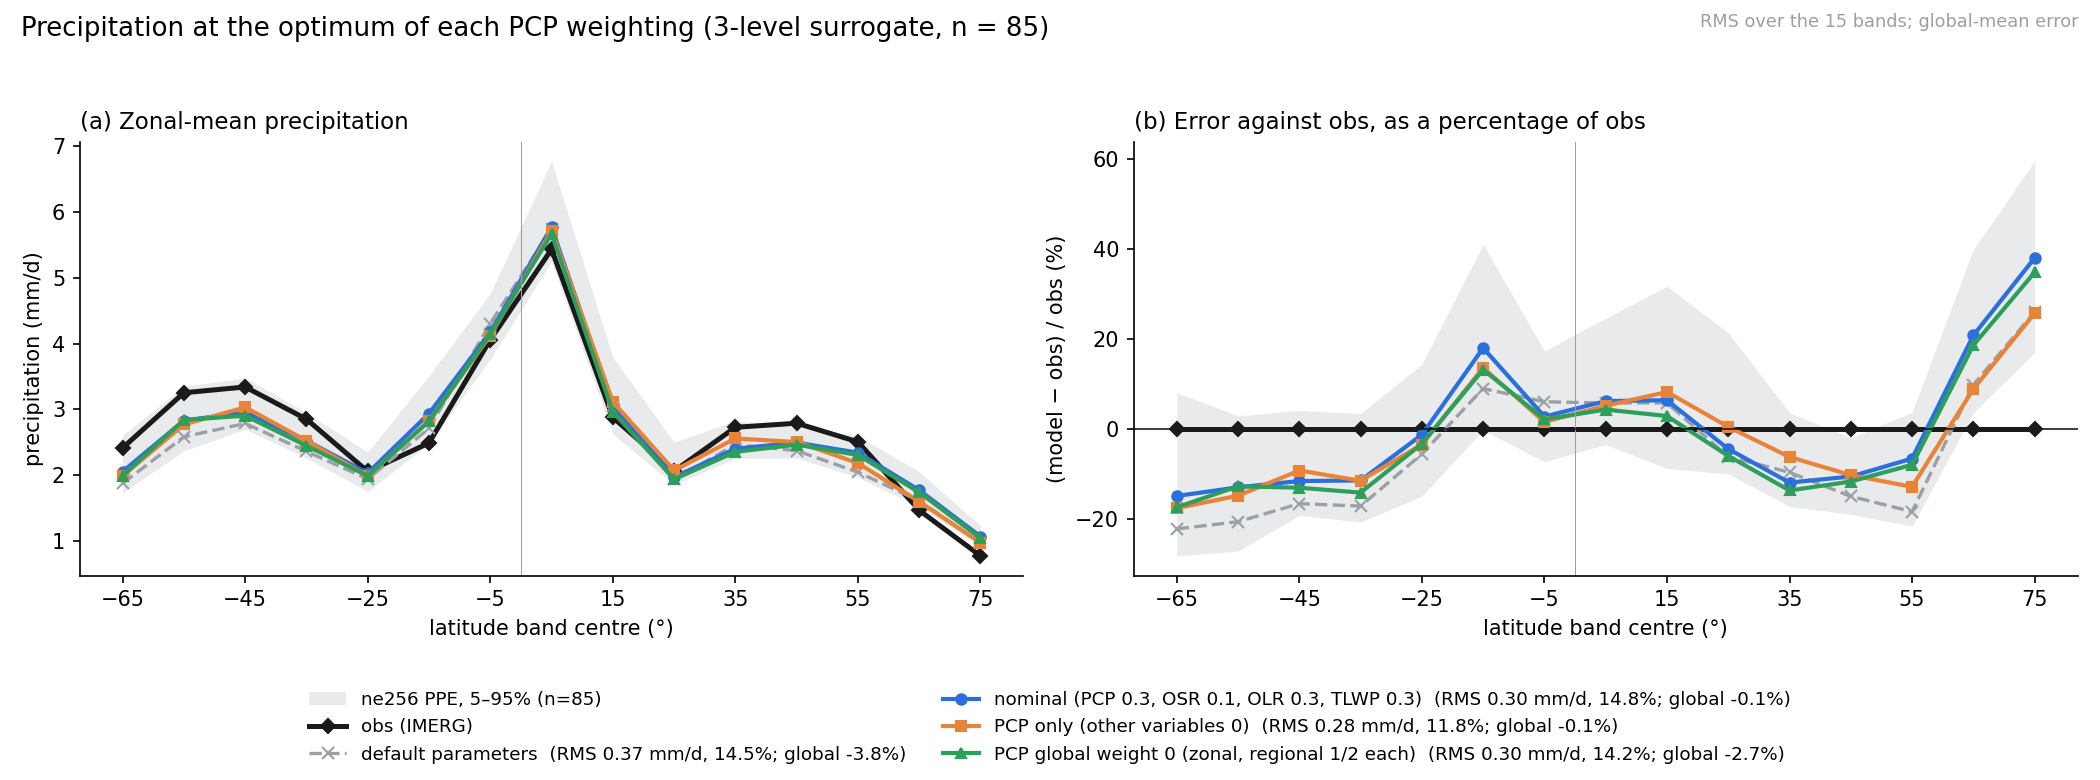 Precipitation at the optimum of each PCP weighting (3-level surrogate, n = 85)
RMS over the 15 bands; global-mean error
(a) Zonal-mean precipitation
precipitation (mm/d)
7
6
5
4
3
2
1
−65
−45
−25
−5
15
35
55
75
latitude band centre (°)
(b) Error against obs, as a percentage of obs
(model − obs) / obs (%)
60
40
20
0
−20
−65
−45
−25
−5
15
35
55
75
latitude band centre (°)
ne256 PPE, 5–95% (n=85)
obs (IMERG)
default parameters (RMS 0.37 mm/d, 14.5%; global -3.8%)
nominal (PCP 0.3, OSR 0.1, OLR 0.3, TLWP 0.3) (RMS 0.30 mm/d, 14.8%; global -0.1%)
PCP only (other variables 0) (RMS 0.28 mm/d, 11.8%; global -0.1%)
PCP global weight 0 (zonal, regional 1/2 each) (RMS 0.30 mm/d, 14.2%; global -2.7%)